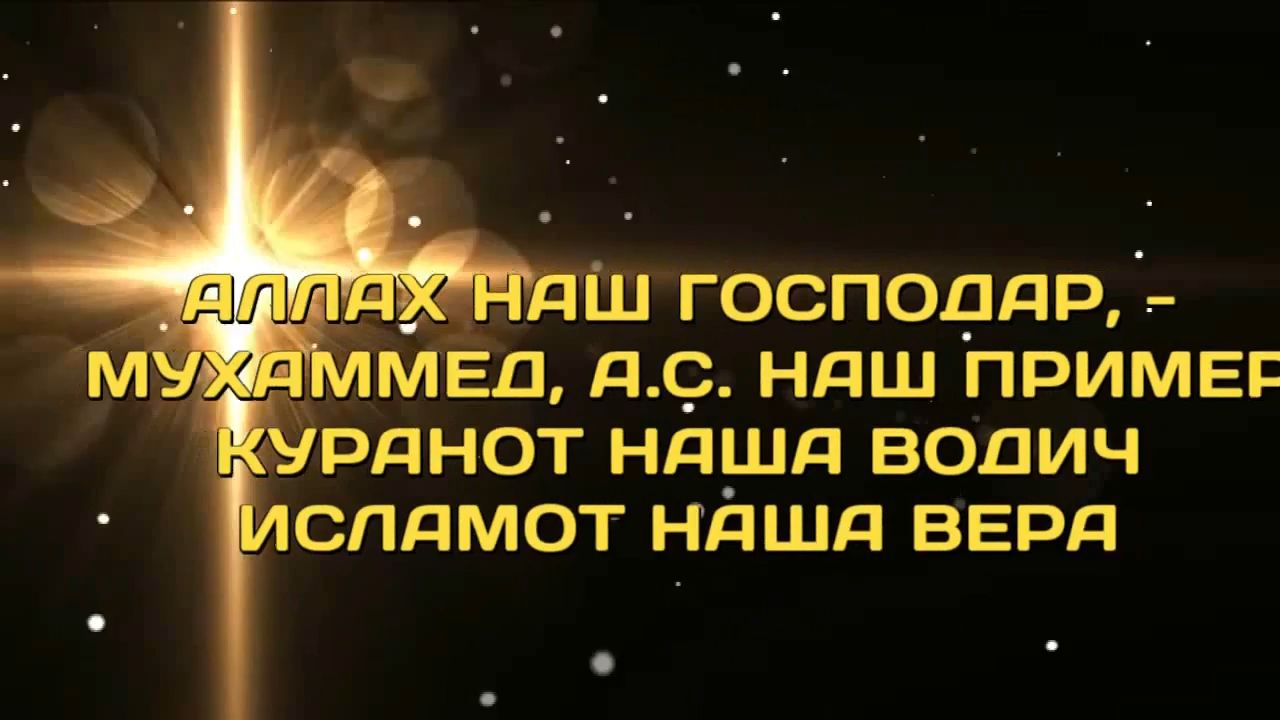 АЛЛАХ НАШ ГОСПОДАР, -
МУХАММЕД, А.С. НАШ ПРИМЕР
КУРАНОТ НАША ВОДИЧ
ИСЛАМОТ НАША ВЕРА